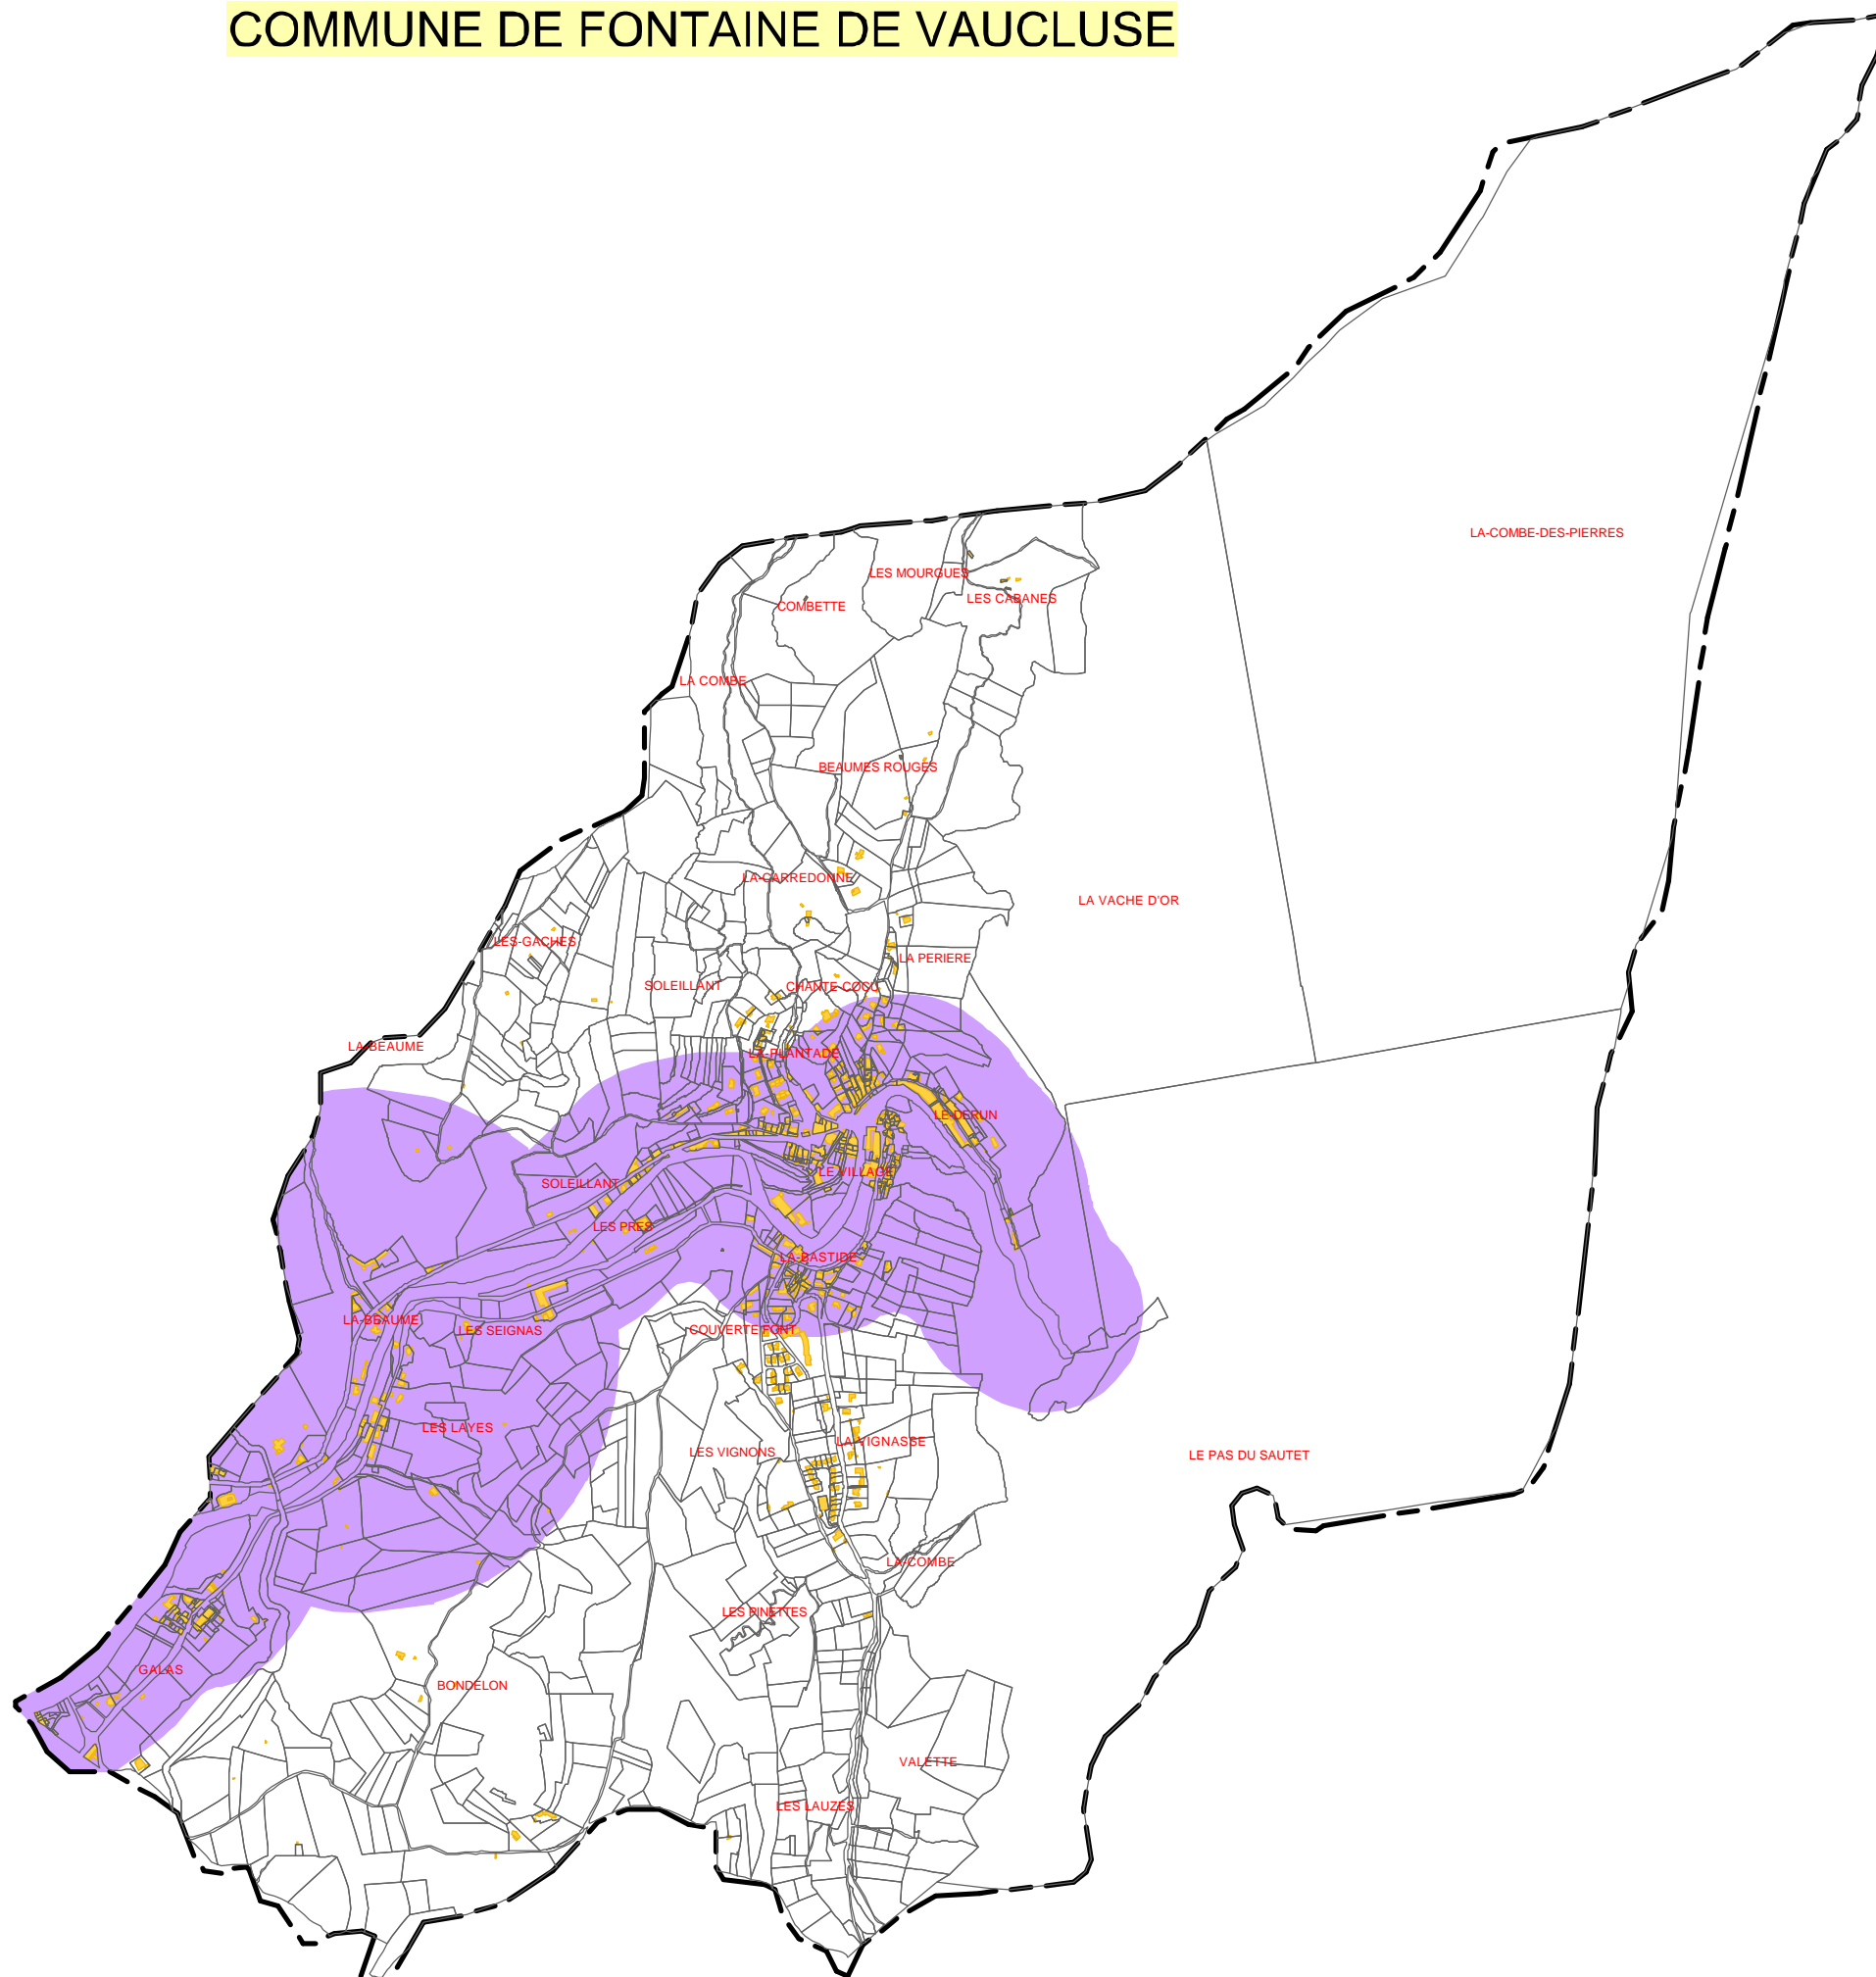 COMMUNE DE FONTAINE DE VAUCLUSE
LA-COMBE-DES-PIERRES
LES MOURGUES
LES CABANES
COMBETTE
LA COMBE
BEAUMES ROUGES
LA-CARREDONNE
LA VACHE D'OR
LES-GACHES
LA PERIERE
SOLEILLANT
CHANTE-COCU
LA-BEAUME
LA-PLANTADE
LE DERUN
LE VILLAGE
SOLEILLANT
LES PRES
LA-BASTIDE
LA-BEAUME
LES SEIGNAS
COUVERTE FONT
LES LAYES
LES VIGNONS
LA-VIGNASSE
LE PAS DU SAUTET
LA-COMBE
LES PINETTES
GALAS
BONDELON
VALETTE
LES LAUZES